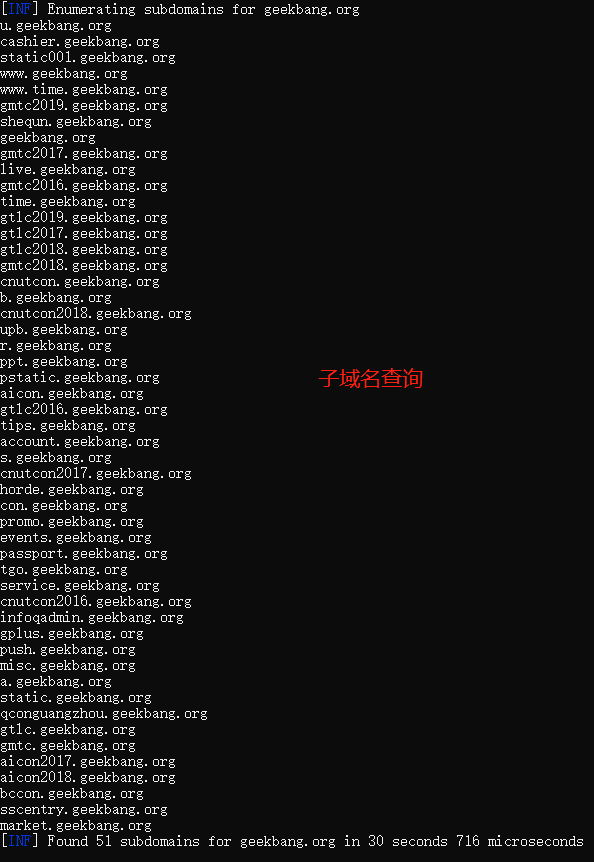 [INF] Enumerating subdomains for geekbang.org
u.geekbang.org
cashier.geekbang.org
static001.geekbang.org
www.geekbang.org
www.time.geekbang.org
gmtc2019.geekbang.org
shequn.geekbang.org
geekbang.org
gmtc2017.geekbang.org
live.geekbang.org
gmtc2016.geekbang.org
time.geekbang.org
gtlc2019.geekbang.org
gtlc2017.geekbang.org
gtlc2018.geekbang.org
gmtc2018.geekbang.org
cnutcon.geekbang.org
b.geekbang.org
cnutcon2018.geekbang.org
upb.geekbang.org
r.geekbang.org
ppt.geekbang.org
pstatic.geekbang.org
子域名查询
aicon.geekbang.org
gtlc2016.geekbang.org
tips.geekbang.org
account.geekbang.org
s.geekbang.org
cnutcon2017.geekbang.org
horde.geekbang.org
con.geekbang.org
promo.geekbang.org
events.geekbang.org
passport.geekbang.org
tgo.geekbang.org
service.geekbang.org
cnutcon2016.geekbang.org
infoqadmin.geekbang.org
gplus.geekbang.org
push.geekbang.org
misc.geekbang.org
a.geekbang.org
static.geekbang.org
qconguangzhou.geekbang.org
gtlc.geekbang.org
gmtc.geekbang.org
aicon2017.geekbang.org
aicon2018.geekbang.org
bccon.geekbang.org
sscentry.geekbang.org
market.geekbang.org
[INF] Found 51 subdomains for geekbang.org in 30 seconds 716 microseconds